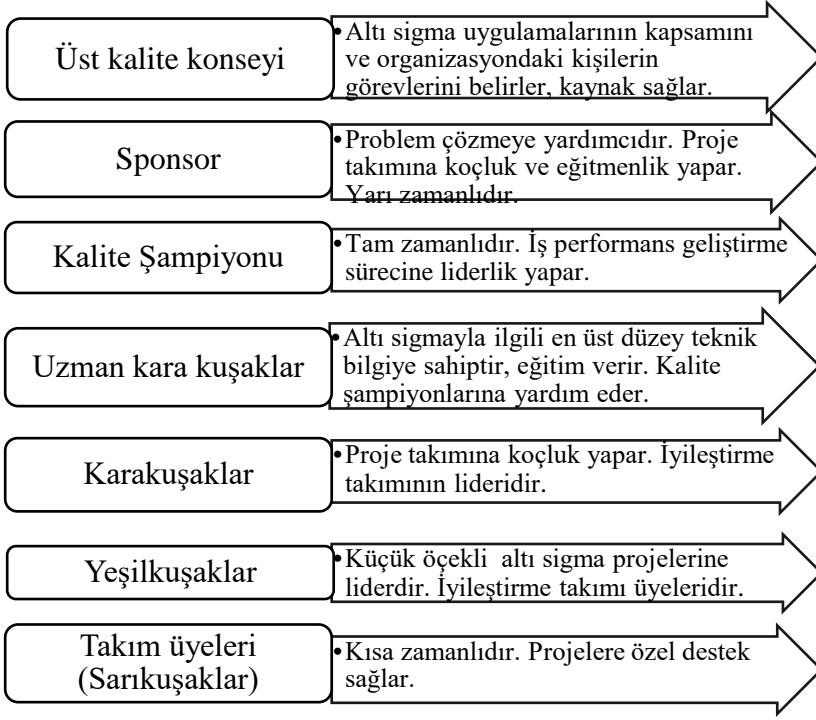 Üst kalite konseyi
•Altı sigma uygulamalarının kapsamını
ve organizasyondaki kişilerin
görevlerini belirler, kaynak sağlar.
Sponsor
•Problem çözmeye yardımcıdır. Proje
takımına koçluk ve eğitmenlik yapar.
Yarı zamanlıdır.
Kalite Şampiyonu
•Tam zamanlıdır. İş performans geliştirme
sürecine liderlik yapar.
Uzman kara kuşaklar
•Altı sigmayla ilgili en üst düzey teknik
bilgiye sahiptir, eğitim verir. Kalite
şampiyonlarına yardım eder.
Karakuşaklar
•Proje takımına koçluk yapar. İyileştirme
takımının lideridir.
Yeşilkuşaklar
•Küçük öçekli altı sigma projelerine
liderdir. İyileştirme takımı üyeleridir.
Takım üyeleri
(Sarıkuşaklar)
•Kısa zamanlıdır. Projelere özel destek
sağlar.